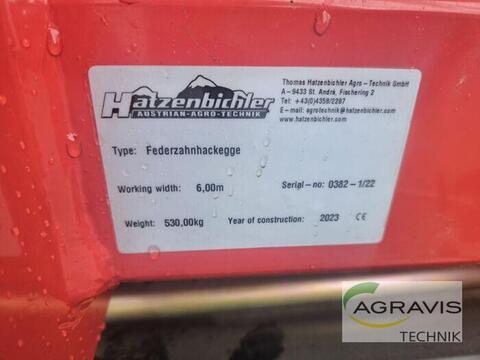 Hatzenbichler
AUSTRIAN-AGRO-TECHNIK
Thomas Hatzenbichler Agro-Technik GmbH
A-9433 St. Andrä, Fischering 2
Tel: +43(0)4358/2287
E-mail: agrotechnik@hatzenbichler.com
www.hatzenbichler.com
Type: Federzahnhackegge
Working width: 6,00m
Serial-no: 0382-1/22
Weight: 530,00kg
Year of construction: 2023 CE
AGRAVIS
TECHNIK